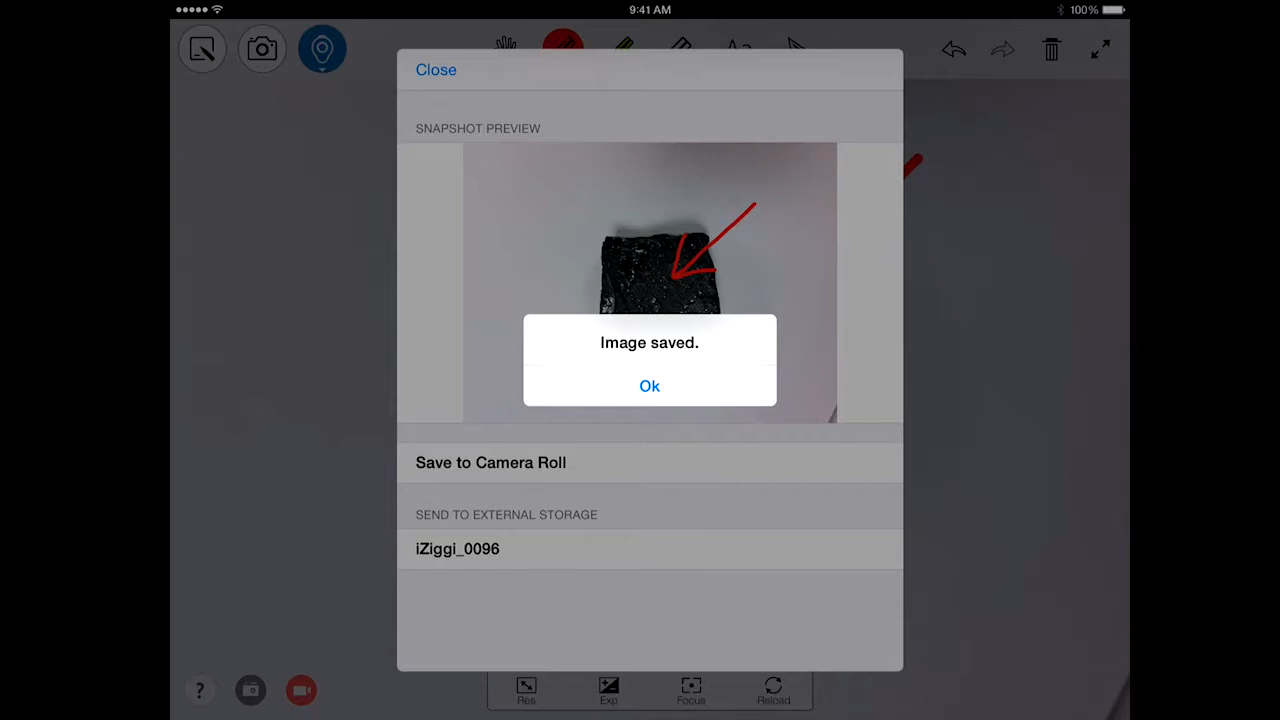 9:41 AM
100%
Close
SNAPSHOT PREVIEW
Image saved.
Ok
Save to Camera Roll
SEND TO EXTERNAL STORAGE
iZiggi_0096
?
Res
Exp
Focus
Reload